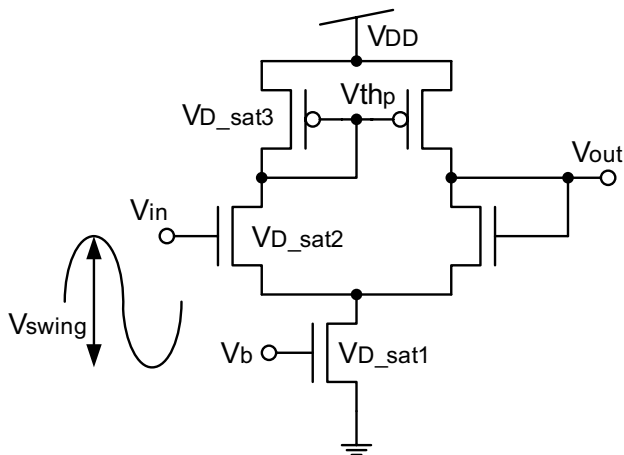 VDD
VD_sat3
Vthp
Vout
Vin
VD_sat2
Vswing
Vb
VD_sat1